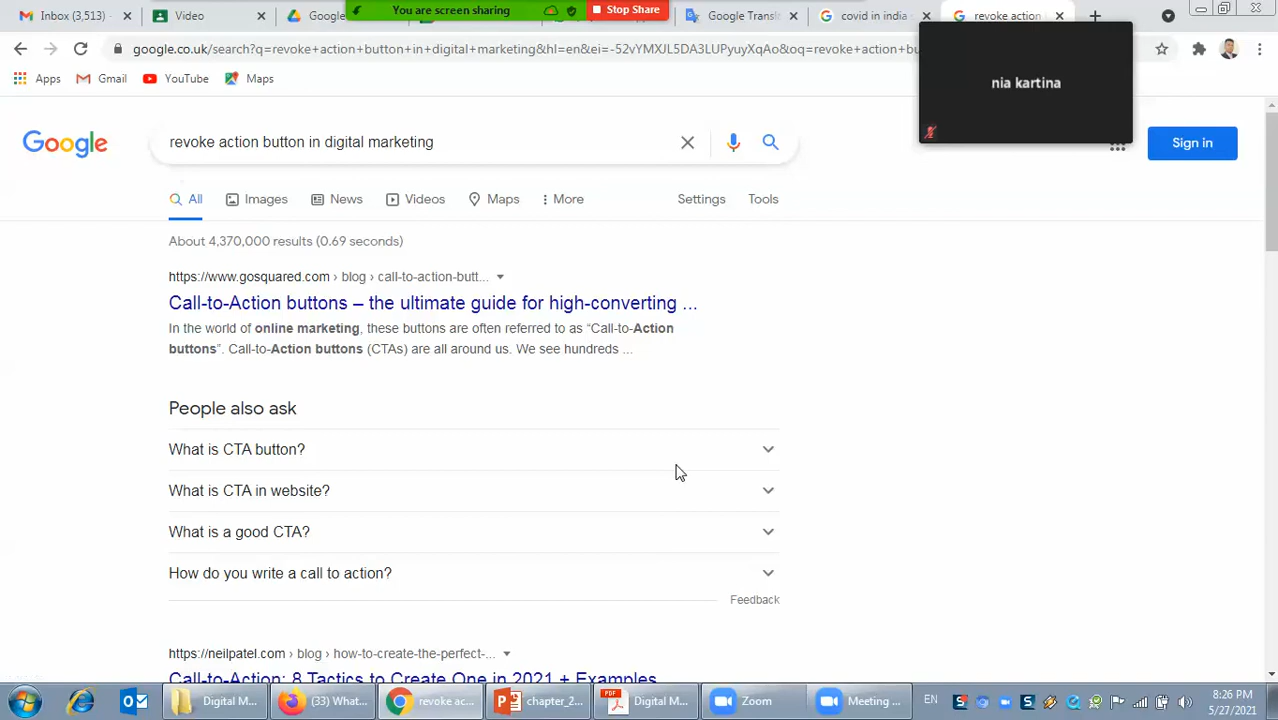 Inbox (3,513)
Video
Google
You are screen sharing
Stop Share
Google Trans
covid in india
revoke action
google.co.uk/search?q=revoke+action+button+in+digital+marketing&hl=en&ei=-52vYMXJL5DA3LUPyuyXqAo&oq=revoke+action+bu
Apps
Gmail
YouTube
Maps
nia kartina
Google
revoke action button in digital marketing
Sign in
All
Images
News
Videos
Maps
More
Settings
Tools
About 4,370,000 results (0.69 seconds)
https://www.gosquared.com › blog › call-to-action-butt...
Call-to-Action buttons – the ultimate guide for high-converting ...
In the world of online marketing, these buttons are often referred to as “Call-to-Action
buttons”. Call-to-Action buttons (CTAs) are all around us. We see hundreds ...
People also ask
What is CTA button?
What is CTA in website?
What is a good CTA?
How do you write a call to action?
Feedback
https://neilpatel.com › blog › how-to-create-the-perfect-...
Call-to-Action: 8 Tactics to Create One in 2021 + Examples
Digital M...
(33) What...
revoke ac...
chapter_2...
Digital M...
Zoom
Meeting ...
EN
8:26 PM
5/27/2021